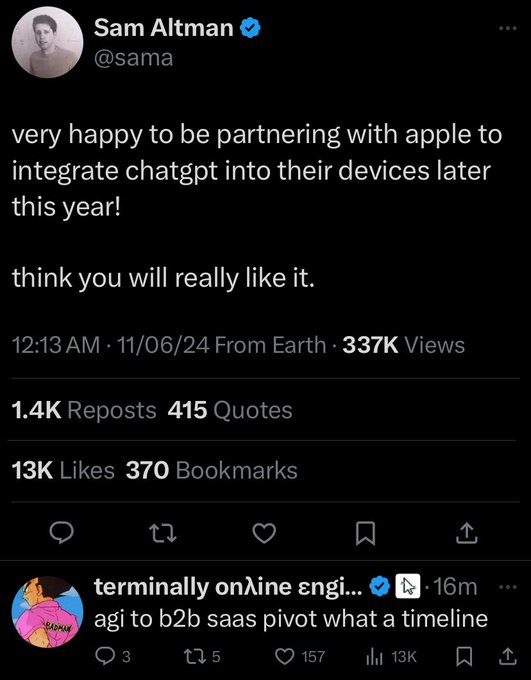 Sam Altman
@sama
very happy to be partnering with apple to
integrate chatgpt into their devices later
this year!
think you will really like it.
12:13 AM · 11/06/24 From Earth · 337K Views
1.4K Reposts 415 Quotes
13K Likes 370 Bookmarks
terminally onλine εngi... · 16m
BADMAN
agi to b2b saas pivot what a timeline
3 5 157 13K